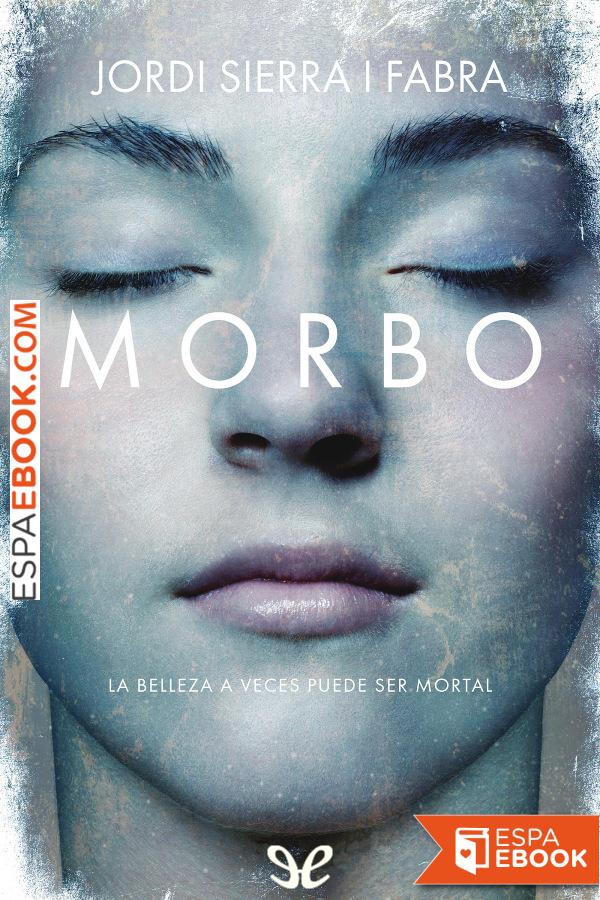 JORDI SIERRA I FABRA
MORBO
ESPAEBOOK.COM
LA BELLEZA A VECES PUEDE SER MORTAL
ESPA
EBOOK